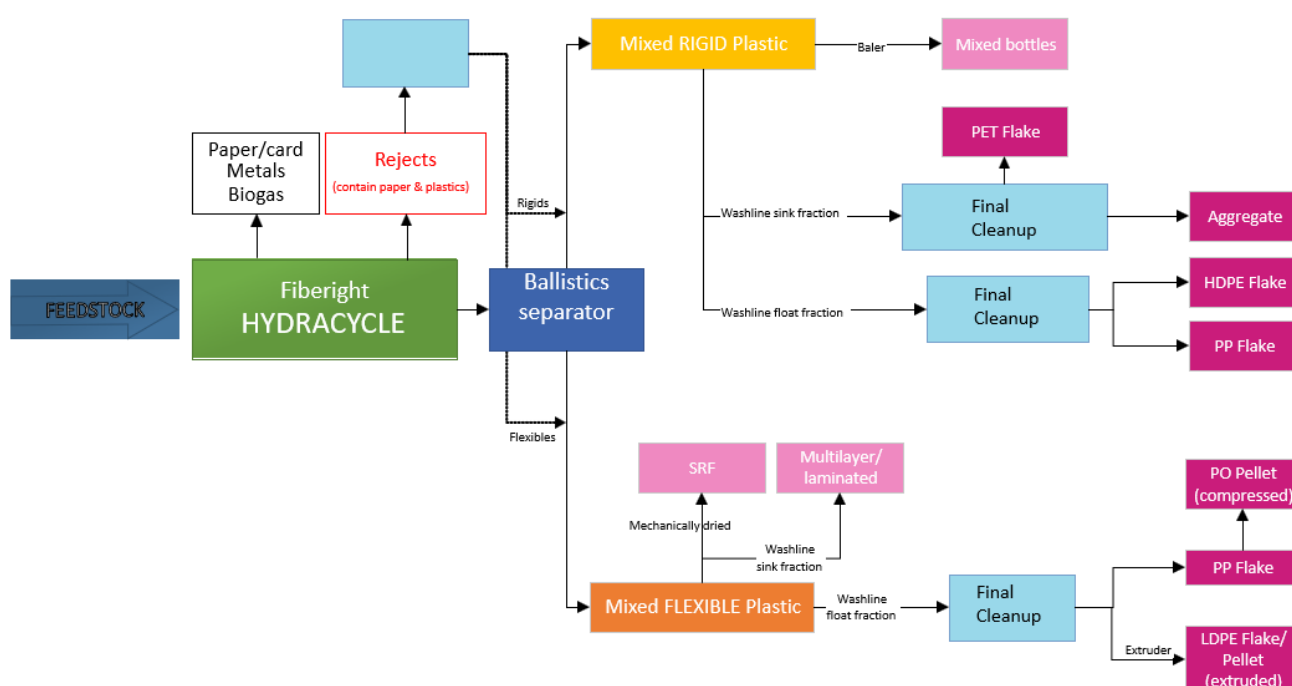 Mixed RIGID Plastic
Baler
Mixed bottles
PET Flake
Paper/card
Metals
Biogas
Rejects
(contain paper & plastics)
Rigids
Washline sink fraction
Final
Cleanup
Aggregate
FEEDSTOCK
Fiberight
HYDRACYCLE
Ballistics
separator
Washline float fraction
Final
Cleanup
HDPE Flake
PP Flake
Flexibles
SRF
Multilayer/
laminated
Mechanically dried
Washline
sink fraction
PO Pellet
(compressed)
Mixed FLEXIBLE Plastic
Washline
float fraction
Final
Cleanup
PP Flake
Extruder
LDPE Flake/
Pellet
(extruded)